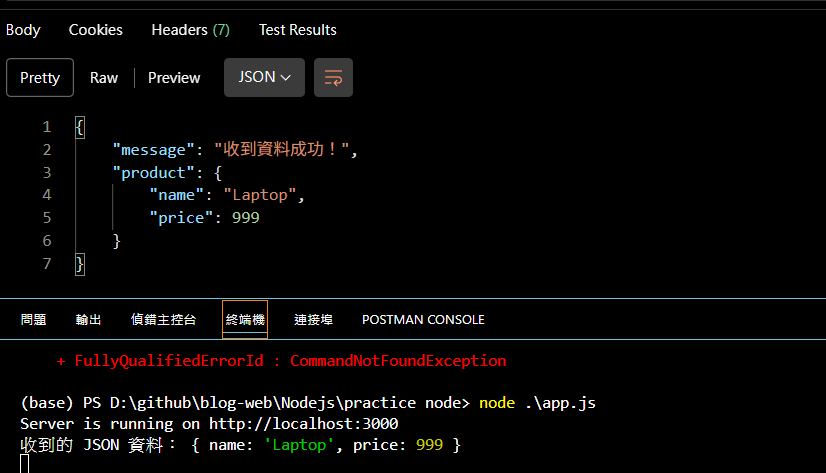 Body Cookies Headers (7) Test Results
Pretty Raw Preview JSON
1 {
2 "message": "收到資料成功！",
3 "product": {
4 "name": "Laptop",
5 "price": 999
6 }
7 }
問題 輸出 偵錯主控台 終端機 連接埠 POSTMAN CONSOLE
+ FullyQualifiedErrorId : CommandNotFoundException
(base) PS D:\github\blog-web\Nodejs\practice node> node .\app.js
Server is running on http://localhost:3000
收到的 JSON 資料： { name: 'Laptop', price: 999 }